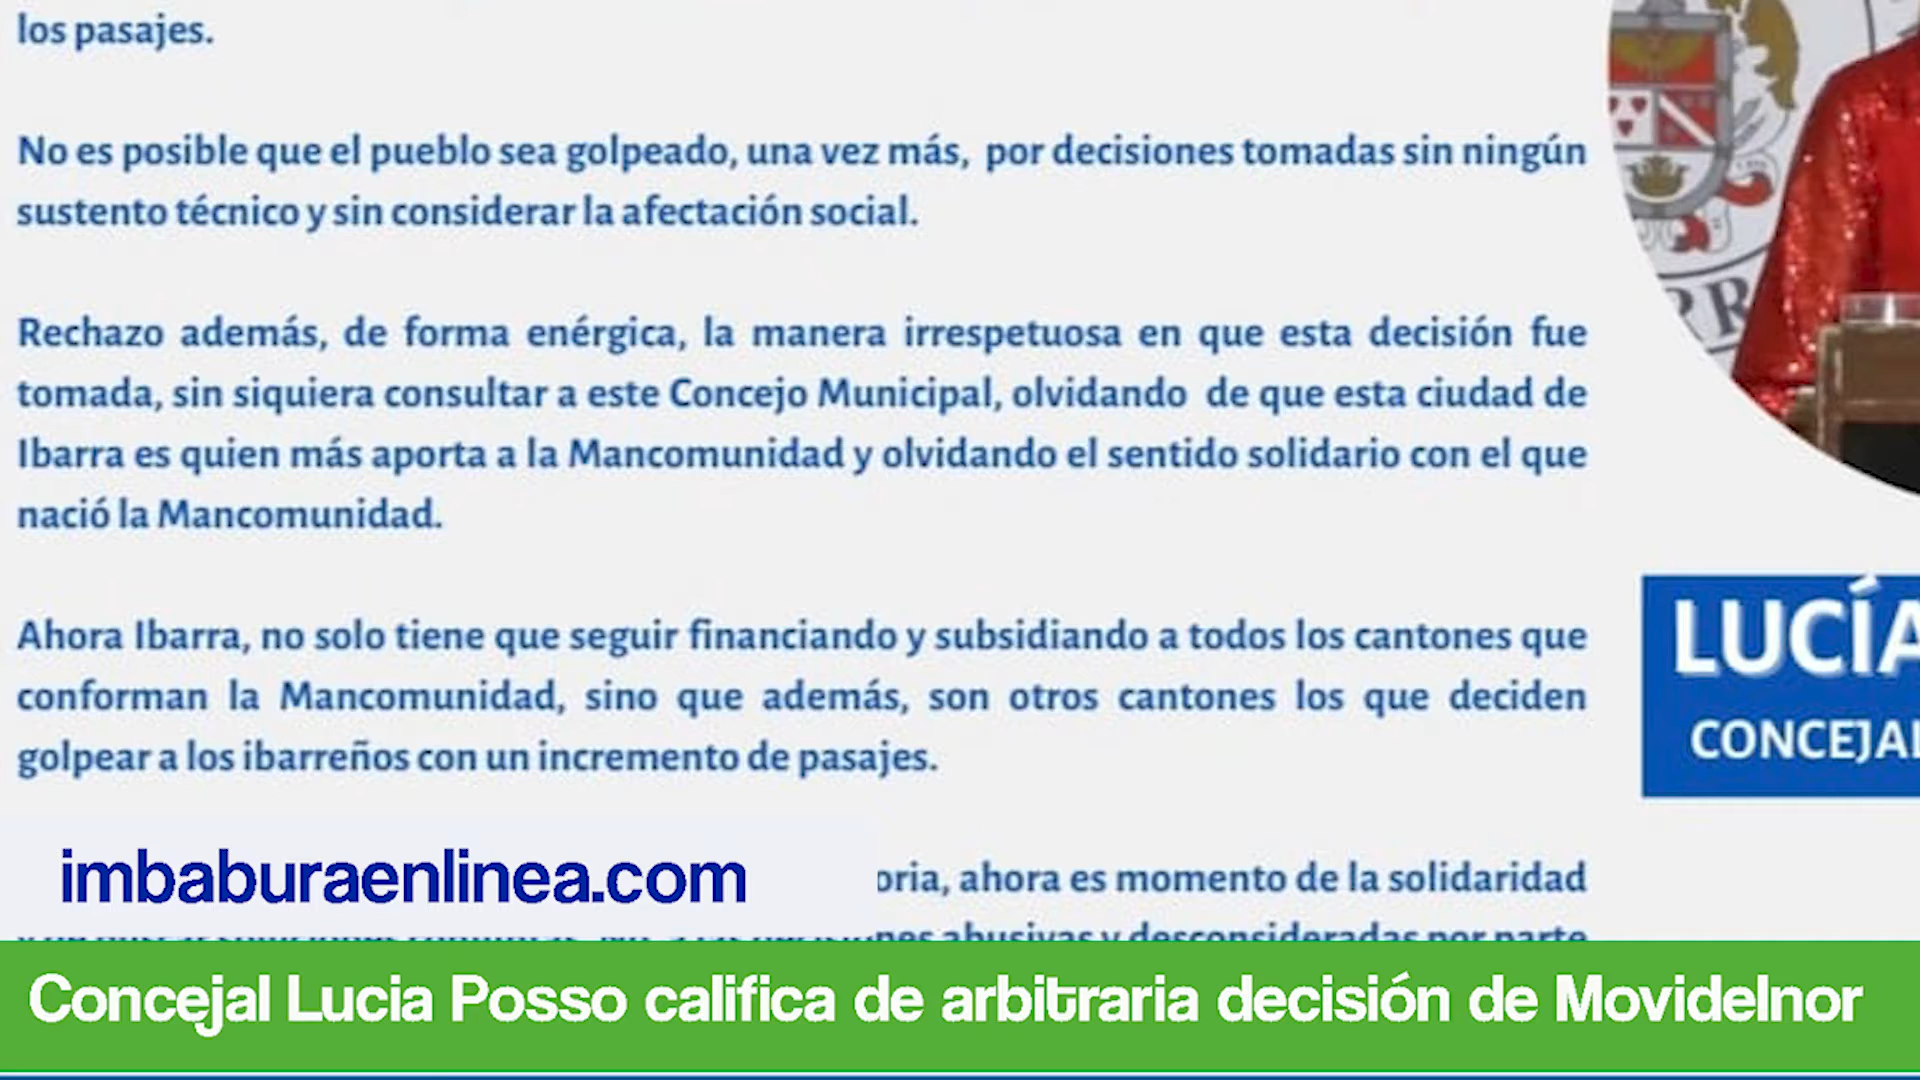 los pasajes.
No es posible que el pueblo sea golpeado, una vez más, por decisiones tomadas sin ningún
sustento técnico y sin considerar la afectación social.
Rechazo además, de forma enérgica, la manera irrespetuosa en que esta decisión fue
tomada, sin siquiera consultar a este Concejo Municipal, olvidando de que esta ciudad de
Ibarra es quien más aporta a la Mancomunidad y olvidando el sentido solidario con el que
nació la Mancomunidad.
Ahora Ibarra, no solo tiene que seguir financiando y subsidiando a todos los cantones que
conforman la Mancomunidad, sino que además, son otros cantones los que deciden
golpear a los ibarreños con un incremento de pasajes.
oria, ahora es momento de la solidaridad
abusivas y desconsideradas por parte
LUCÍA
CONCEJAL
imbaburaenlinea.com
Concejal Lucia Posso califica de arbitraria decisión de Movidelnor